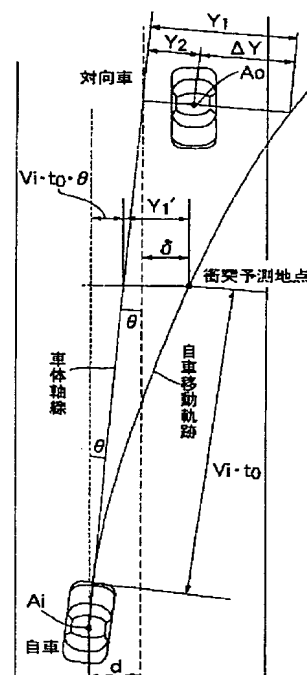 Y₁
Y₂
ΔY
対向車
Ao
Vi・to・θ
Y₁′
δ
衝突予測地点
θ
車体軸線
自車移動軌跡
θ
Vi・to
Ai
自車
d